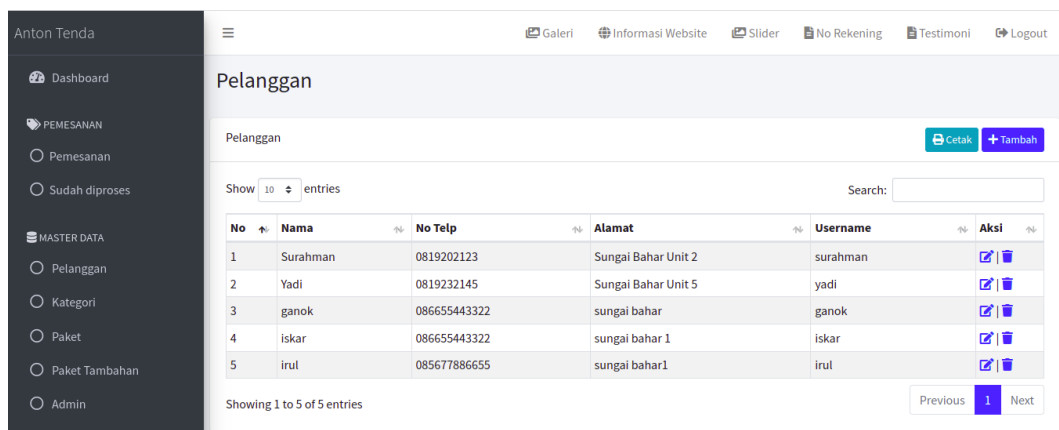 Anton Tenda
Galeri Informasi Website Slider No Rekening Testimoni Logout
Dashboard
PEMESANAN
Pemesanan
Sudah diproses
MASTER DATA
Pelanggan
Kategori
Paket
Paket Tambahan
Admin
Pelanggan
Pelanggan
Cetak + Tambah
Show 10 entries Search:
No Nama No Telp Alamat Username Aksi
1 Surahman 0819202123 Sungai Bahar Unit 2 surahman |
2 Yadi 0819232145 Sungai Bahar Unit 5 yadi |
3 ganok 086655443322 sungai bahar ganok |
4 iskar 086655443322 sungai bahar 1 iskar |
5 irul 085677886655 sungai bahar1 irul |
Showing 1 to 5 of 5 entries
Previous 1 Next